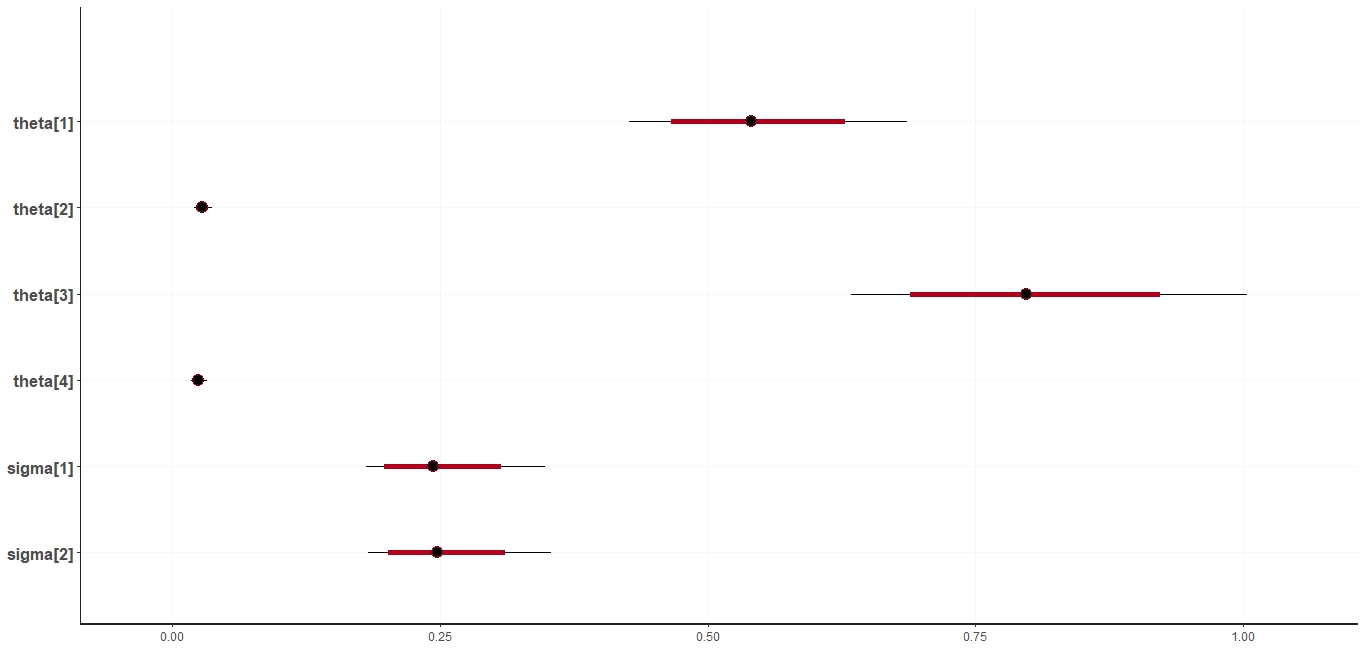 theta[1]
theta[2]
theta[3]
theta[4]
sigma[1]
sigma[2]
0.00 0.25 0.50 0.75 1.00